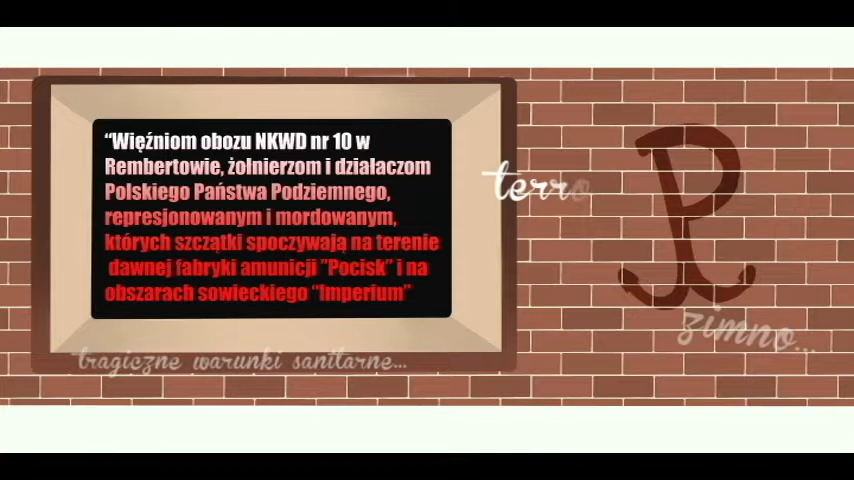 “Więźniom obozu NKWD nr 10 w
Rembertowie, żołnierzom i działaczom
Polskiego Państwa Podziemnego,
represjonowanym i mordowanym,
których szczątki spoczywają na terenie
dawnej fabryki amunicji ”Pocisk” i na
obszarach sowieckiego “Imperium”
terro
zimno...
tragiczne warunki sanitarne...